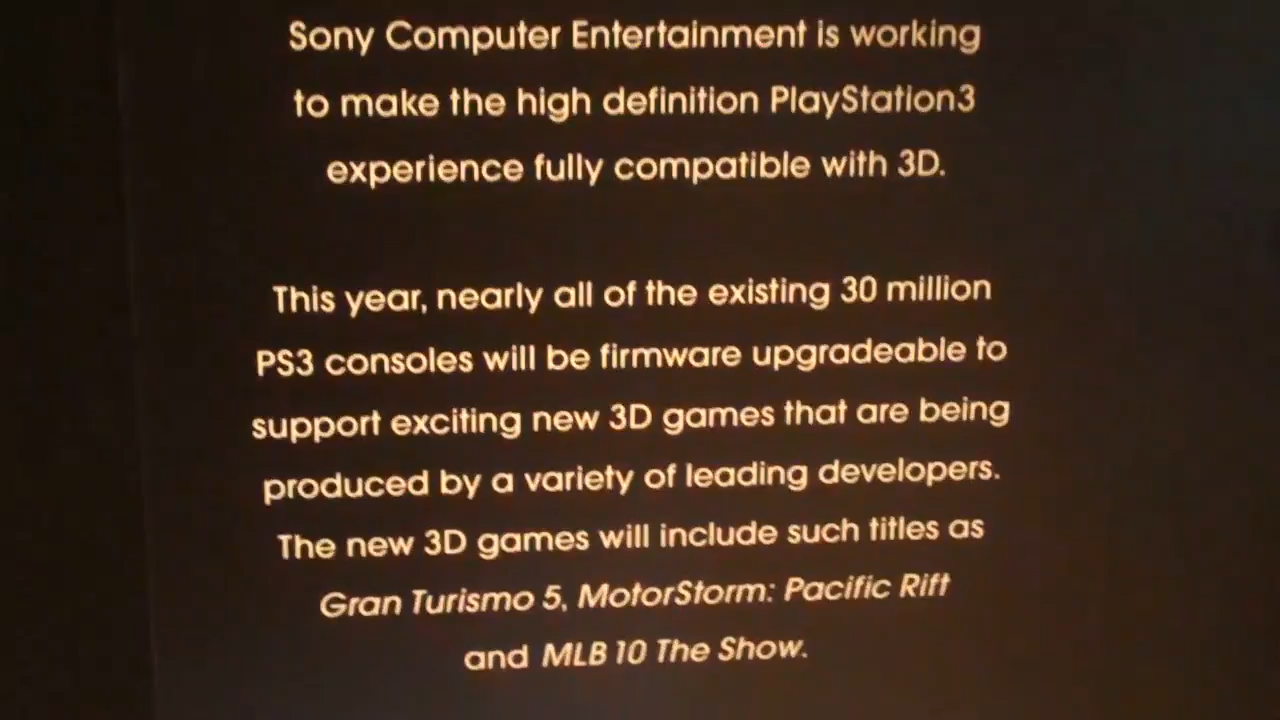 Sony Computer Entertainment is working
to make the high definition PlayStation3
experience fully compatible with 3D.
This year, nearly all of the existing 30 million
PS3 consoles will be firmware upgradeable to
support exciting new 3D games that are being
produced by a variety of leading developers.
The new 3D games will include such titles as
Gran Turismo 5, MotorStorm: Pacific Rift
and MLB 10 The Show.